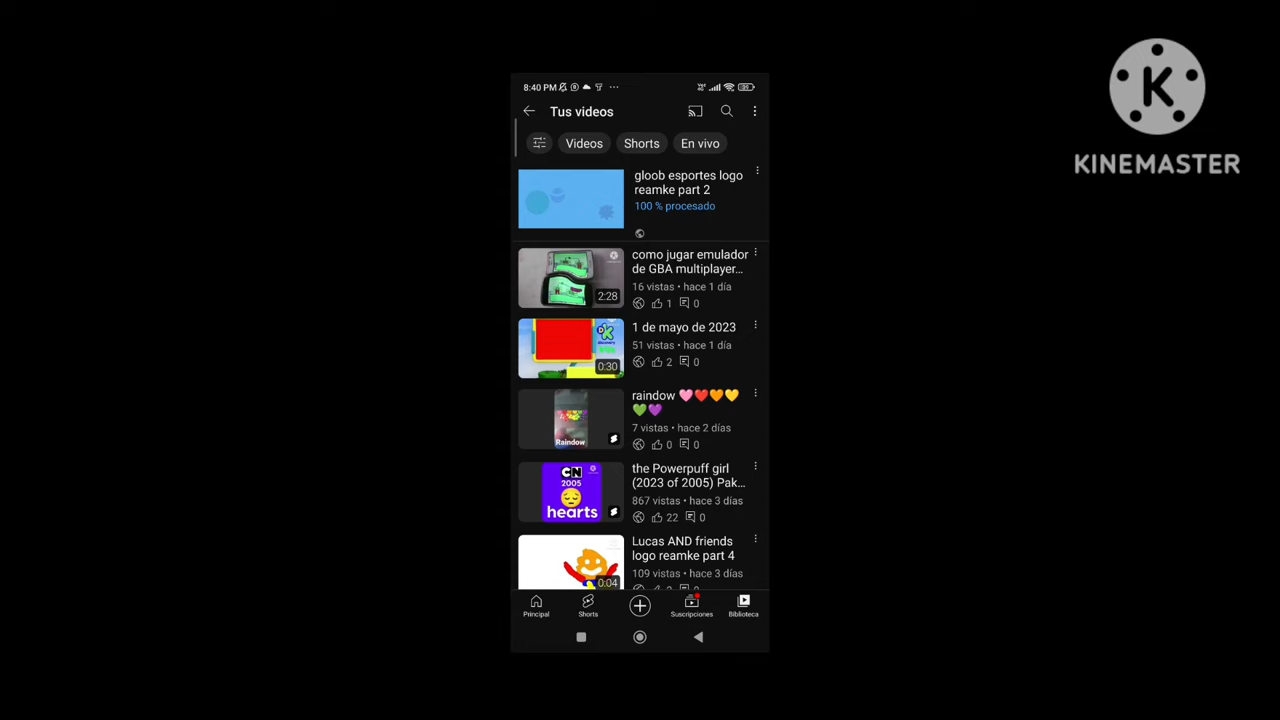 8:40 PM
Tus videos
Videos
Shorts
En vivo
gloob esportes logo
reamke part 2
100 % procesado
como jugar emulador
de GBA multiplayer...
16 vistas • hace 1 día
1 0
2:28
1 de mayo de 2023
51 vistas • hace 1 día
2 0
0:30
raindow 🩷❤️🧡💛
💚💜
7 vistas • hace 2 días
0 0
Raindow
the Powerpuff girl
(2023 of 2005) Pak...
867 vistas • hace 3 días
22 0
CN
2005
hearts
Lucas AND friends
logo reamke part 4
109 vistas • hace 3 días
0:04
Principal
Shorts
Suscripciones
Biblioteca
K
KINEMASTER